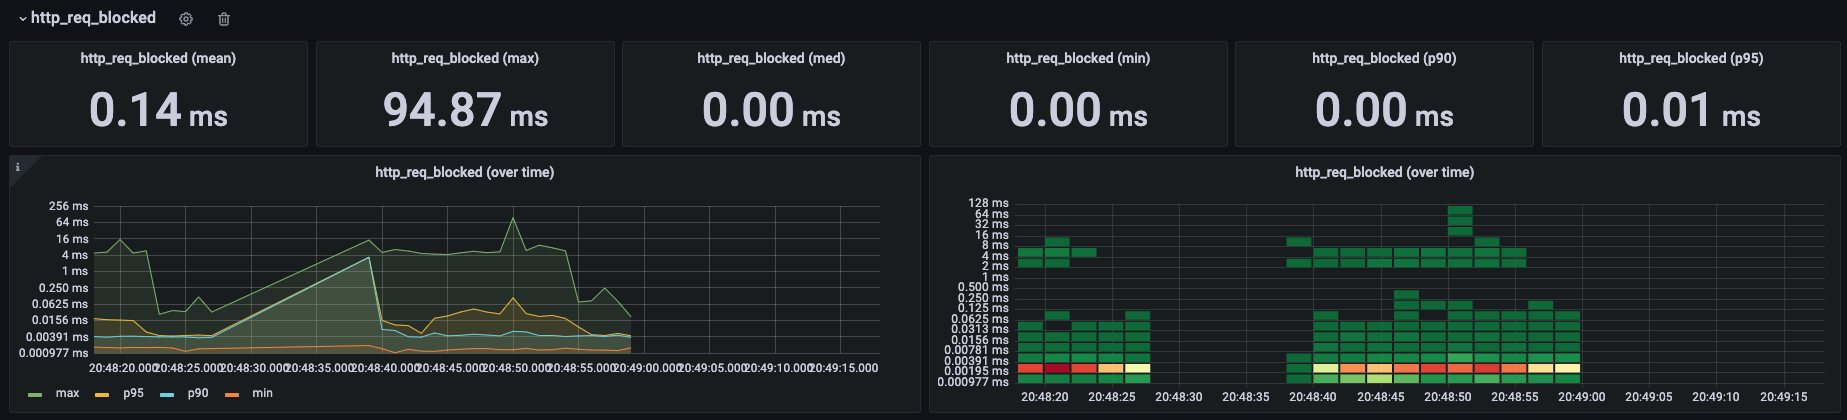 http_req_blocked
http_req_blocked (mean)
0.14 ms
http_req_blocked (max)
94.87 ms
http_req_blocked (med)
0.00 ms
http_req_blocked (min)
0.00 ms
http_req_blocked (p90)
0.00 ms
http_req_blocked (p95)
0.01 ms
i
http_req_blocked (over time)
256 ms
64 ms
16 ms
4 ms
1 ms
0.250 ms
0.0625 ms
0.0156 ms
0.00391 ms
0.000977 ms
20:48:20.000 20:48:25.000 20:48:30.000 20:48:35.000 20:48:40.000 20:48:45.000 20:48:50.000 20:48:55.000 20:49:00.000 20:49:05.000 20:49:10.000 20:49:15.000
max p95 p90 min
http_req_blocked (over time)
128 ms
64 ms
32 ms
16 ms
8 ms
4 ms
2 ms
1 ms
0.500 ms
0.250 ms
0.125 ms
0.0625 ms
0.0313 ms
0.0156 ms
0.00781 ms
0.00391 ms
0.00195 ms
0.000977 ms
20:48:20 20:48:25 20:48:30 20:48:35 20:48:40 20:48:45 20:48:50 20:48:55 20:49:00 20:49:05 20:49:10 20:49:15